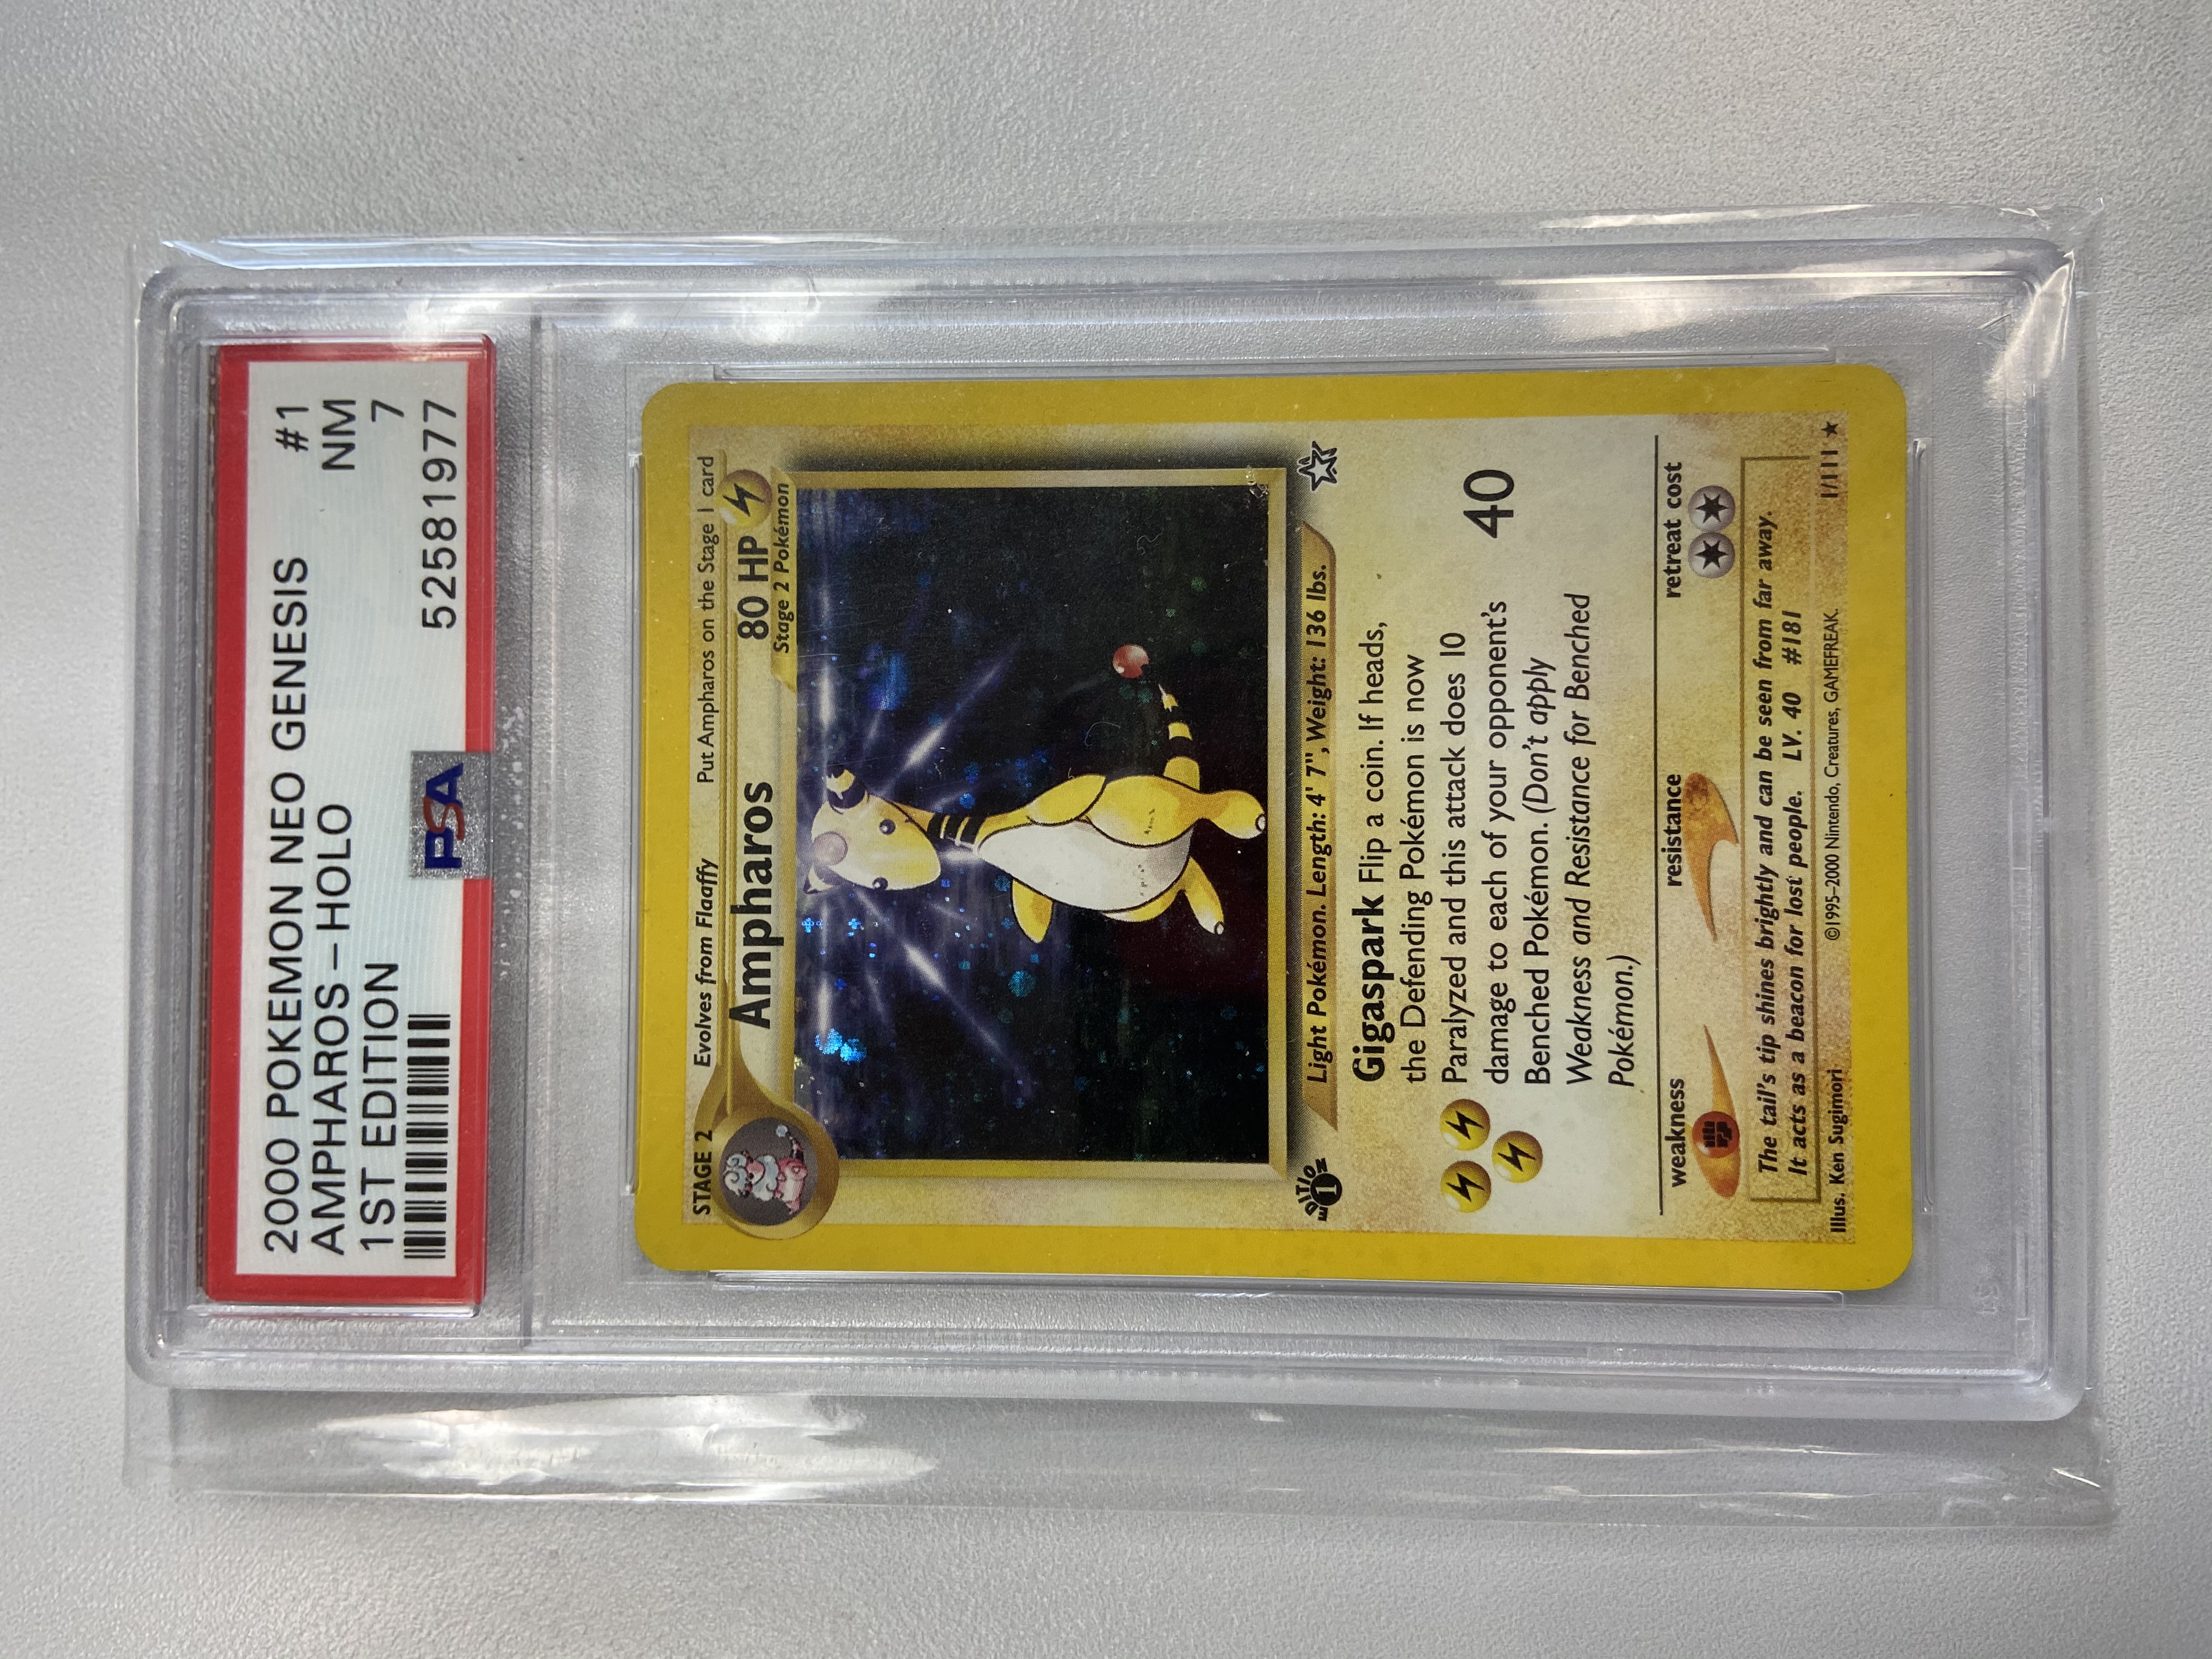 2000 POKEMON NEO GENESIS #1
AMPHAROS-HOLO NM
1ST EDITION 7
52581977
PSA
STAGE 2 Evolves from Flaaffy Put Ampharos on the Stage 1 card
Ampharos 80 HP
Stage 2 Pokémon
Light Pokémon. Length: 4' 7", Weight: 136 lbs.
EDITION 1
Gigaspark Flip a coin. If heads,
the Defending Pokémon is now
Paralyzed and this attack does 10
damage to each of your opponent's
Benched Pokémon. (Don't apply
Weakness and Resistance for Benched
Pokémon.)
40
weakness resistance retreat cost
The tail's tip shines brightly and can be seen from far away.
It acts as a beacon for lost people. LV. 40 #181
Illus. Ken Sugimori ©1995-2000 Nintendo, Creatures, GAMEFREAK. 1/111 ★